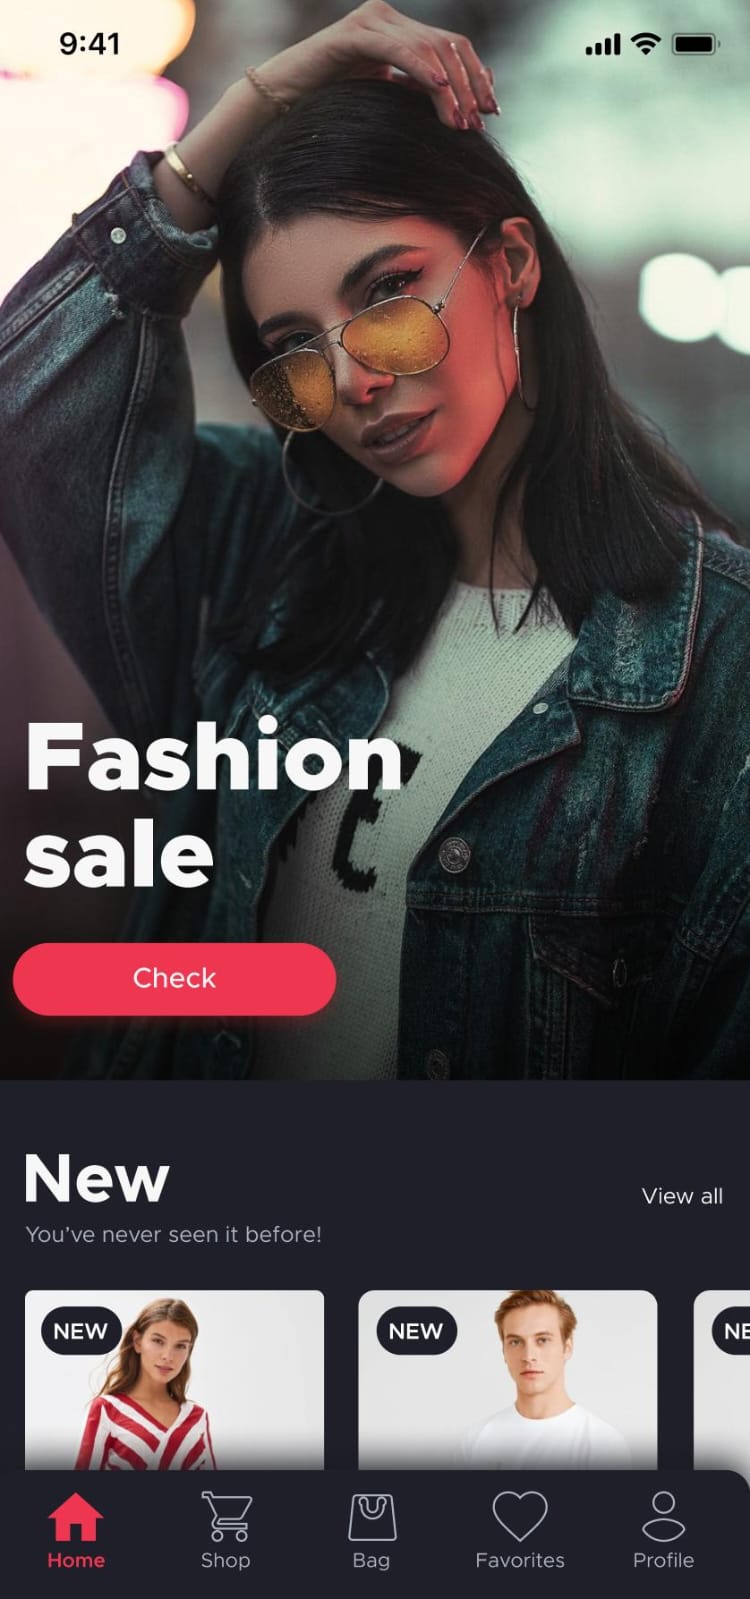 9:41
Fashion
sale
Check
New
View all
You’ve never seen it before!
NEW
NEW
NE
Home
Shop
Bag
Favorites
Profile